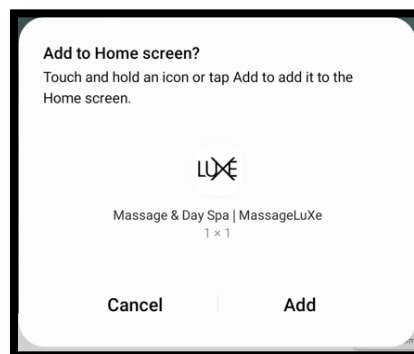 Add to Home screen?
Touch and hold an icon or tap Add to add it to the
Home screen.
LUXE
Massage & Day Spa | MassageLuXe
1 × 1
Cancel
Add